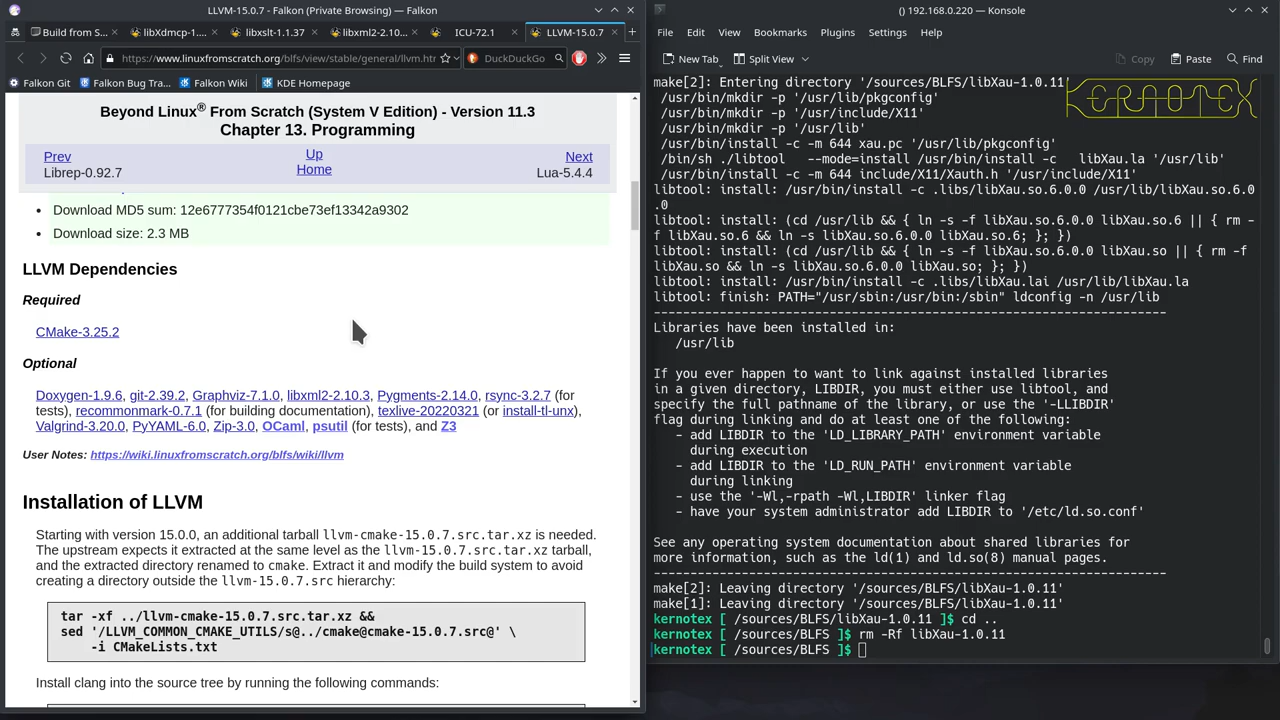 LLVM-15.0.7 - Falkon (Private Browsing) — Falkon
Build from S...
libXdmcp-1....
libxslt-1.1.37
libxml2-2.10...
ICU-72.1
LLVM-15.0.7
https://www.linuxfromscratch.org/blfs/view/stable/general/llvm.htm
DuckDuckGo
Falkon Git
Falkon Bug Tra...
Falkon Wiki
KDE Homepage
Beyond Linux® From Scratch (System V Edition) - Version 11.3
Chapter 13. Programming
Prev
Up
Next
Librep-0.92.7
Home
Lua-5.4.4
• Download MD5 sum: 12e6777354f0121cbe73ef13342a9302
• Download size: 2.3 MB
LLVM Dependencies
Required
CMake-3.25.2
Optional
Doxygen-1.9.6, git-2.39.2, Graphviz-7.1.0, libxml2-2.10.3, Pygments-2.14.0, rsync-3.2.7 (for
tests), recommonmark-0.7.1 (for building documentation), texlive-20220321 (or install-tl-unx),
Valgrind-3.20.0, PyYAML-6.0, Zip-3.0, OCaml, psutil (for tests), and Z3
User Notes: https://wiki.linuxfromscratch.org/blfs/wiki/llvm
Installation of LLVM
Starting with version 15.0.0, an additional tarball llvm-cmake-15.0.7.src.tar.xz is needed.
The upstream expects it extracted at the same level as the llvm-15.0.7.src.tar.xz tarball,
and the extracted directory renamed to cmake. Extract it and modify the build system to avoid
creating a directory outside the llvm-15.0.7.src hierarchy:
tar -xf ../llvm-cmake-15.0.7.src.tar.xz &&
sed '/LLVM_COMMON_CMAKE_UTILS/s@../cmake@cmake-15.0.7.src@' \
-i CMakeLists.txt
Install clang into the source tree by running the following commands:
() 192.168.0.220 — Konsole
File Edit View Bookmarks Plugins Settings Help
New Tab Split View Copy Paste Find
KERNOTEX
make[2]: Entering directory '/sources/BLFS/libXau-1.0.11'
/usr/bin/mkdir -p '/usr/lib/pkgconfig'
/usr/bin/mkdir -p '/usr/include/X11'
/usr/bin/mkdir -p '/usr/lib'
/usr/bin/install -c -m 644 xau.pc '/usr/lib/pkgconfig'
/bin/sh ./libtool --mode=install /usr/bin/install -c libXau.la '/usr/lib'
/usr/bin/install -c -m 644 include/X11/Xauth.h '/usr/include/X11'
libtool: install: /usr/bin/install -c .libs/libXau.so.6.0.0 /usr/lib/libXau.so.6.0
.0
libtool: install: (cd /usr/lib && { ln -s -f libXau.so.6.0.0 libXau.so.6 || { rm -
f libXau.so.6 && ln -s libXau.so.6.0.0 libXau.so.6; }; })
libtool: install: (cd /usr/lib && { ln -s -f libXau.so.6.0.0 libXau.so || { rm -f
libXau.so && ln -s libXau.so.6.0.0 libXau.so; }; })
libtool: install: /usr/bin/install -c .libs/libXau.lai /usr/lib/libXau.la
libtool: finish: PATH="/usr/sbin:/usr/bin:/sbin" ldconfig -n /usr/lib
----------------------------------------------------------------------
Libraries have been installed in:
/usr/lib
If you ever happen to want to link against installed libraries
in a given directory, LIBDIR, you must either use libtool, and
specify the full pathname of the library, or use the '-LLIBDIR'
flag during linking and do at least one of the following:
- add LIBDIR to the 'LD_LIBRARY_PATH' environment variable
during execution
- add LIBDIR to the 'LD_RUN_PATH' environment variable
during linking
- use the '-Wl,-rpath -Wl,LIBDIR' linker flag
- have your system administrator add LIBDIR to '/etc/ld.so.conf'
See any operating system documentation about shared libraries for
more information, such as the ld(1) and ld.so(8) manual pages.
----------------------------------------------------------------------
make[2]: Leaving directory '/sources/BLFS/libXau-1.0.11'
make[1]: Leaving directory '/sources/BLFS/libXau-1.0.11'
kernotex [ /sources/BLFS/libXau-1.0.11 ]$ cd ..
kernotex [ /sources/BLFS ]$ rm -Rf libXau-1.0.11
kernotex [ /sources/BLFS ]$